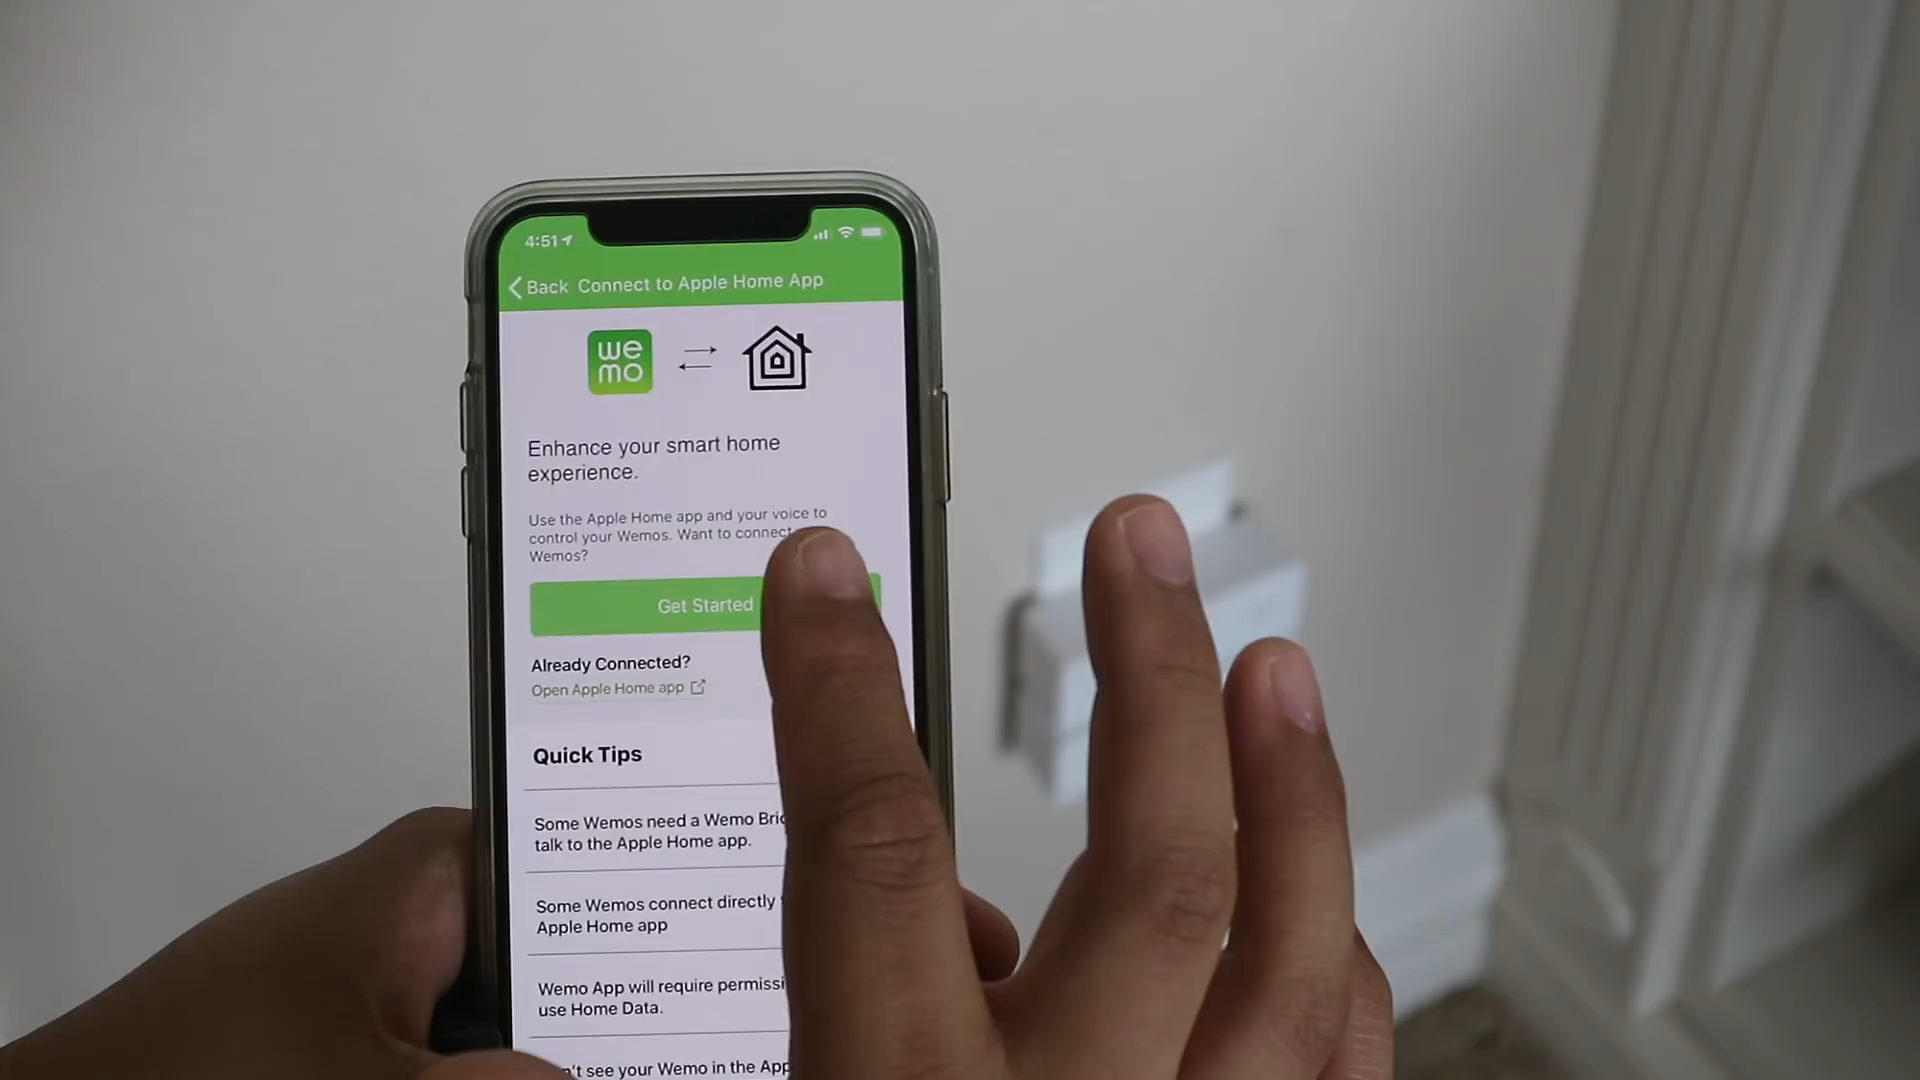 4:51
Back Connect to Apple Home App
we
mo
Enhance your smart home
experience.
Use the Apple Home app and your voice to
control your Wemos. Want to connect
Wemos?
Get Started
Already Connected?
Open Apple Home app
Quick Tips
Some Wemos need a Wemo
talk to the Apple Home app.
Some Wemos connect directly
Apple Home app
Wemo App will require
use Home Data.
see your Wemo in the